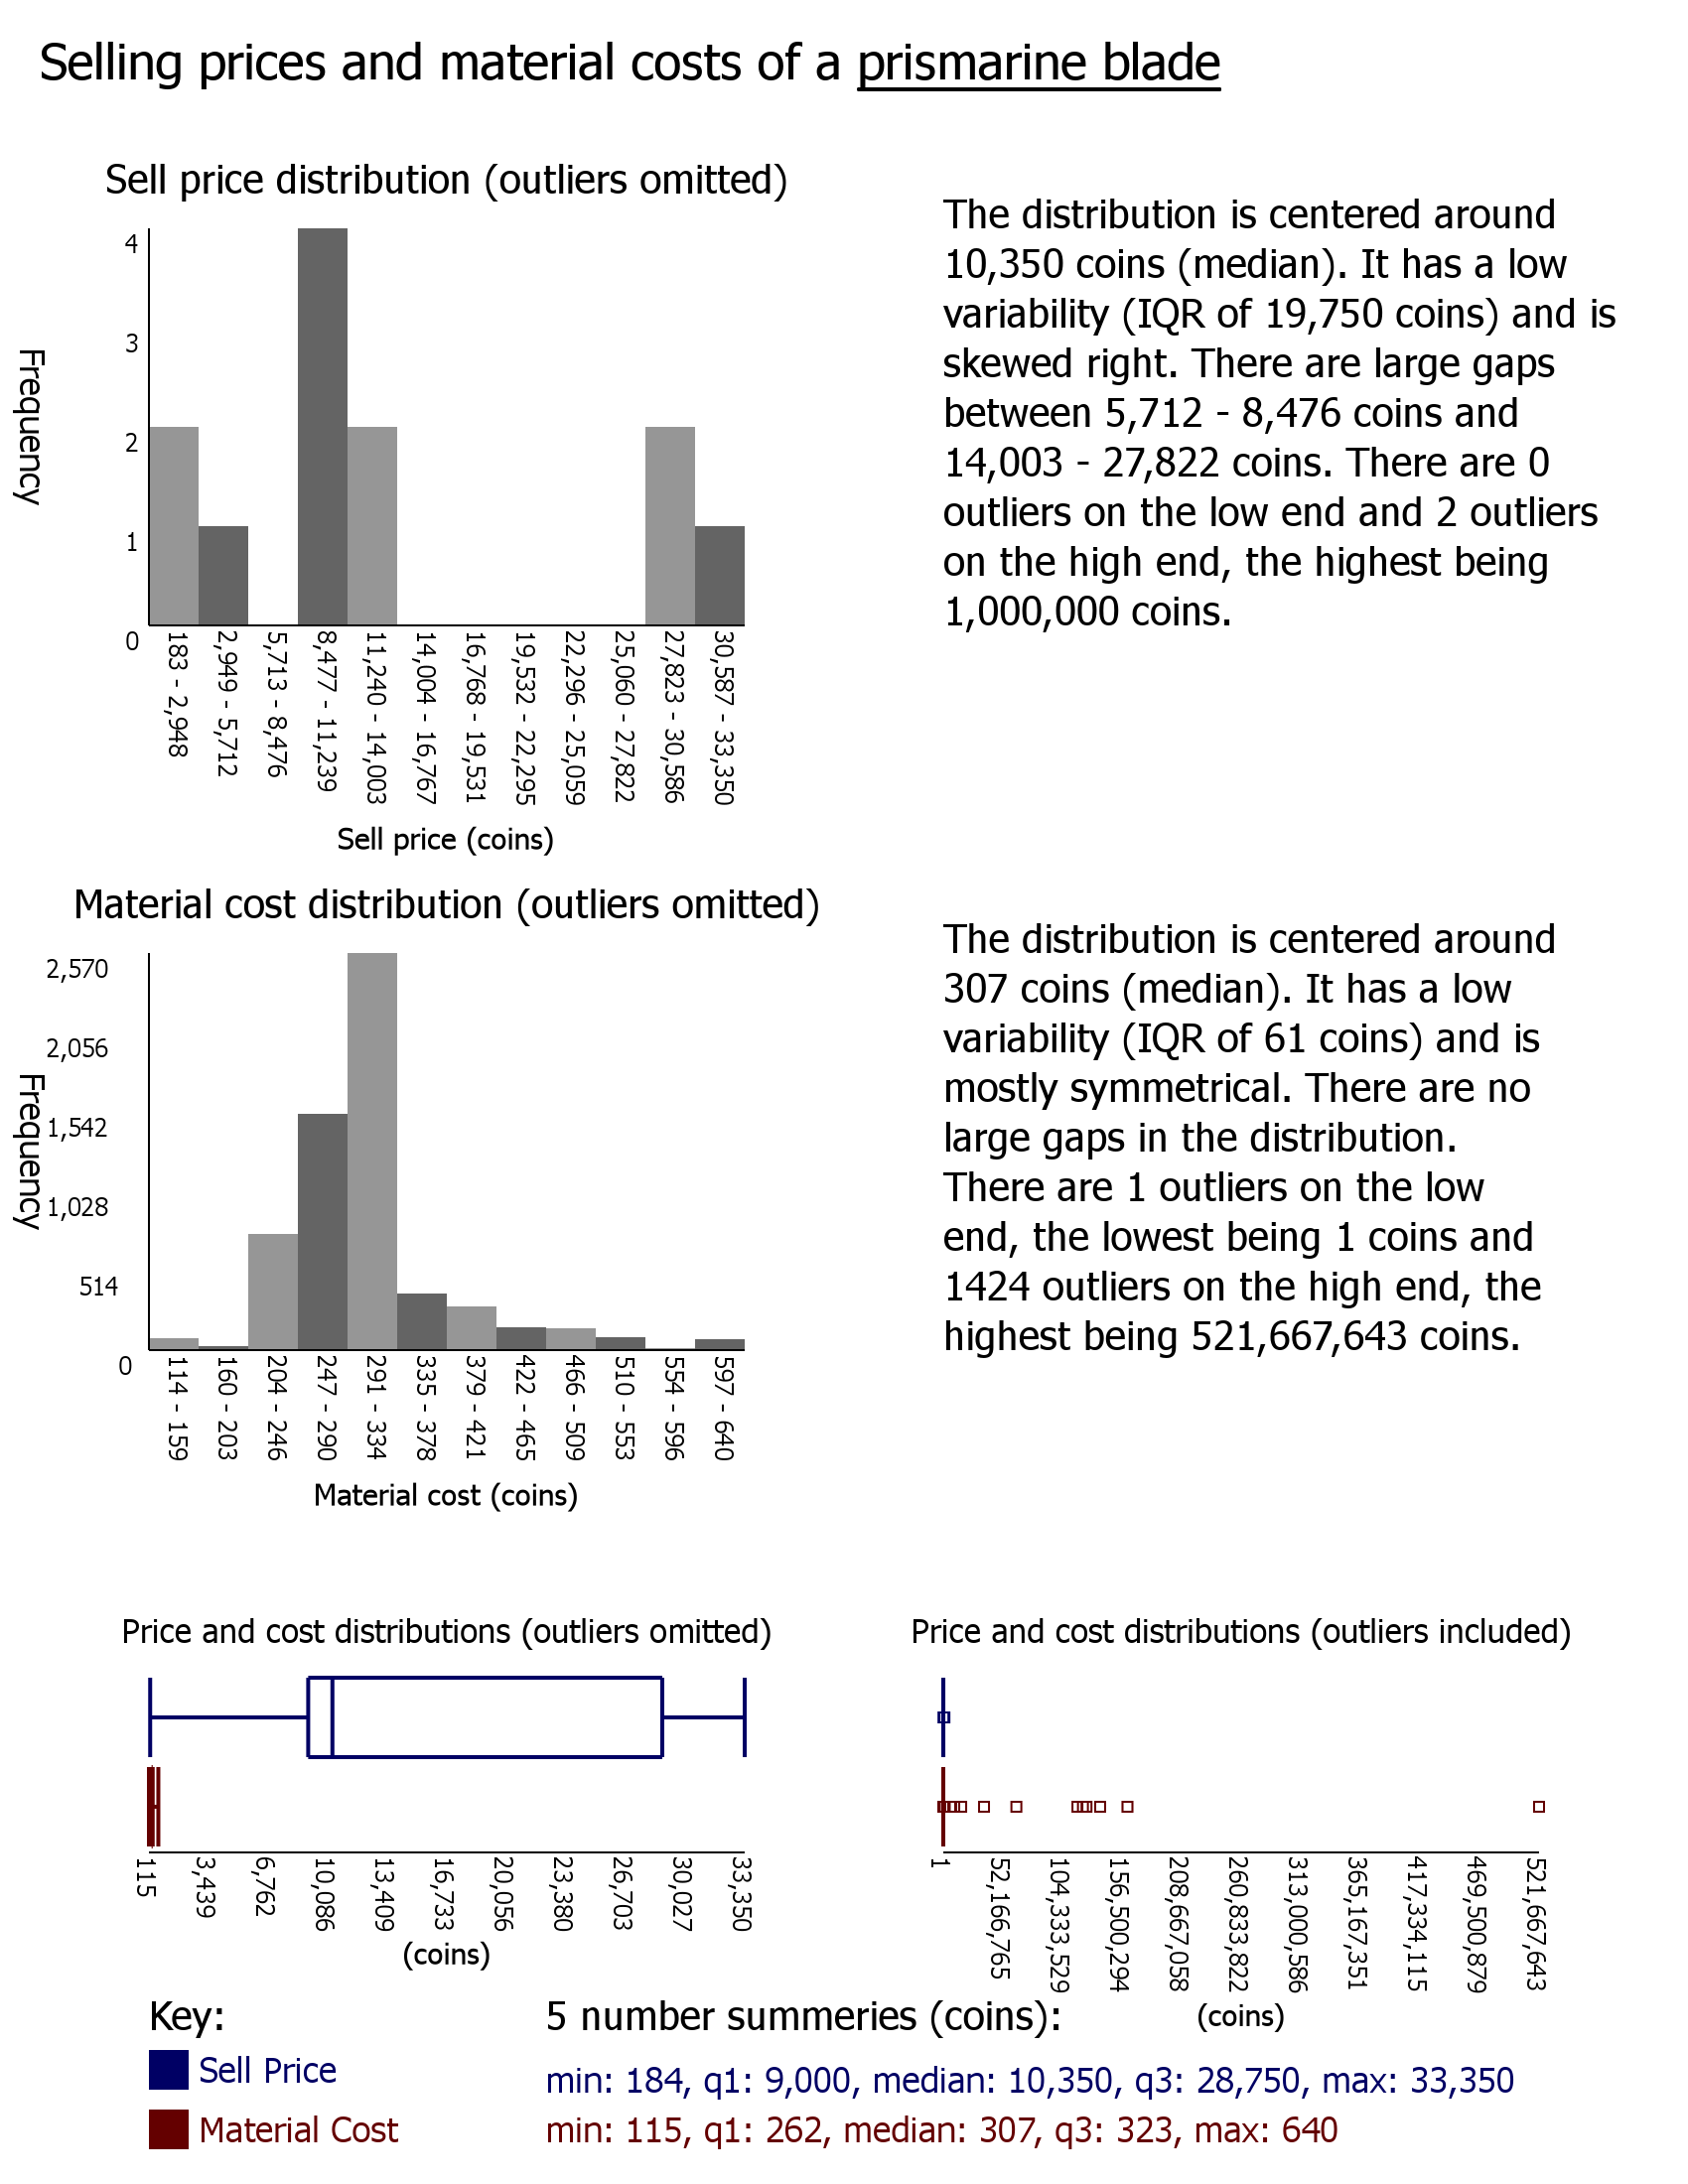 Selling prices and material costs of a prismarine blade
Sell price distribution (outliers omitted)
Frequency
4
3
2
1
0
183 - 2,948
2,949 - 5,712
5,713 - 8,476
8,477 - 11,239
11,240 - 14,003
14,004 - 16,767
16,768 - 19,531
19,532 - 22,295
22,296 - 25,059
25,060 - 27,822
27,823 - 30,586
30,587 - 33,350
Sell price (coins)
The distribution is centered around
10,350 coins (median). It has a low
variability (IQR of 19,750 coins) and is
skewed right. There are large gaps
between 5,712 - 8,476 coins and
14,003 - 27,822 coins. There are 0
outliers on the low end and 2 outliers
on the high end, the highest being
1,000,000 coins.
Material cost distribution (outliers omitted)
Frequency
2,570
2,056
1,542
1,028
514
0
114 - 159
160 - 203
204 - 246
247 - 290
291 - 334
335 - 378
379 - 421
422 - 465
466 - 509
510 - 553
554 - 596
597 - 640
Material cost (coins)
The distribution is centered around
307 coins (median). It has a low
variability (IQR of 61 coins) and is
mostly symmetrical. There are no
large gaps in the distribution.
There are 1 outliers on the low
end, the lowest being 1 coins and
1424 outliers on the high end, the
highest being 521,667,643 coins.
Price and cost distributions (outliers omitted)
115
3,439
6,762
10,086
13,409
16,733
20,056
23,380
26,703
30,027
33,350
(coins)
Price and cost distributions (outliers included)
1
52,166,765
104,333,529
156,500,294
208,667,058
260,833,822
313,000,586
365,167,351
417,334,115
469,500,879
521,667,643
(coins)
Key:
Sell Price
Material Cost
5 number summeries (coins):
min: 184, q1: 9,000, median: 10,350, q3: 28,750, max: 33,350
min: 115, q1: 262, median: 307, q3: 323, max: 640